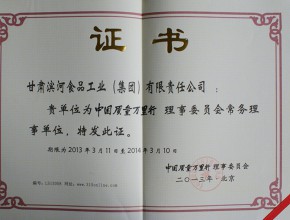 证书
甘肃滨河食品工业（集团）有限责任公司：
贵单位为中国质量万里行 理事委员会常务理
事单位，特发此证。
期限为2013年3月11日至2014年3月10日
中国质量万里行 理事委员会
二〇一三年·北京